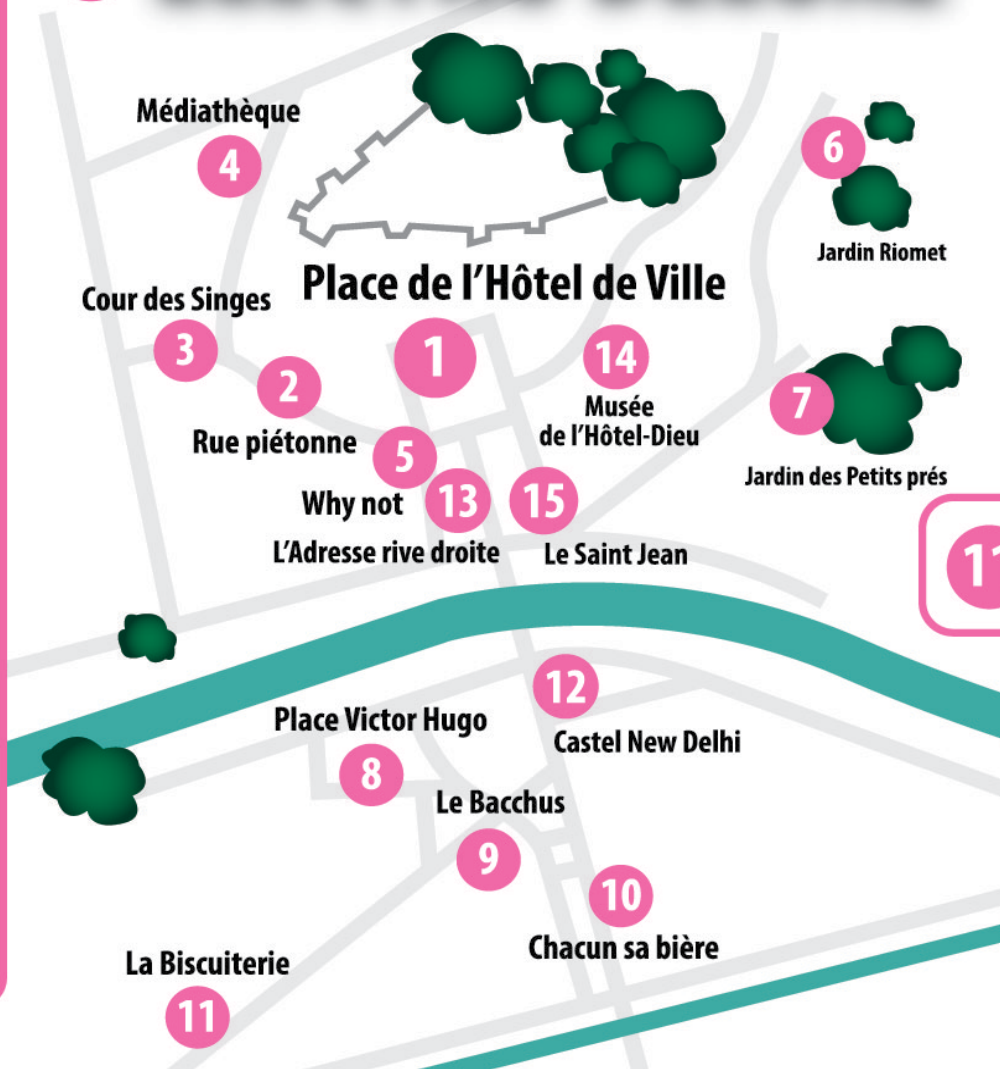 Médiathèque
4
6
Jardin Riomet
Place de l'Hôtel de Ville
Cour des Singes
3
1
14
2
Musée
de l'Hôtel-Dieu
7
Rue piétonne
5
Jardin des Petits prés
Why not
13
15
L'Adresse rive droite
Le Saint Jean
11
12
Place Victor Hugo
Castel New Delhi
8
Le Bacchus
9
10
Chacun sa bière
La Biscuiterie
11